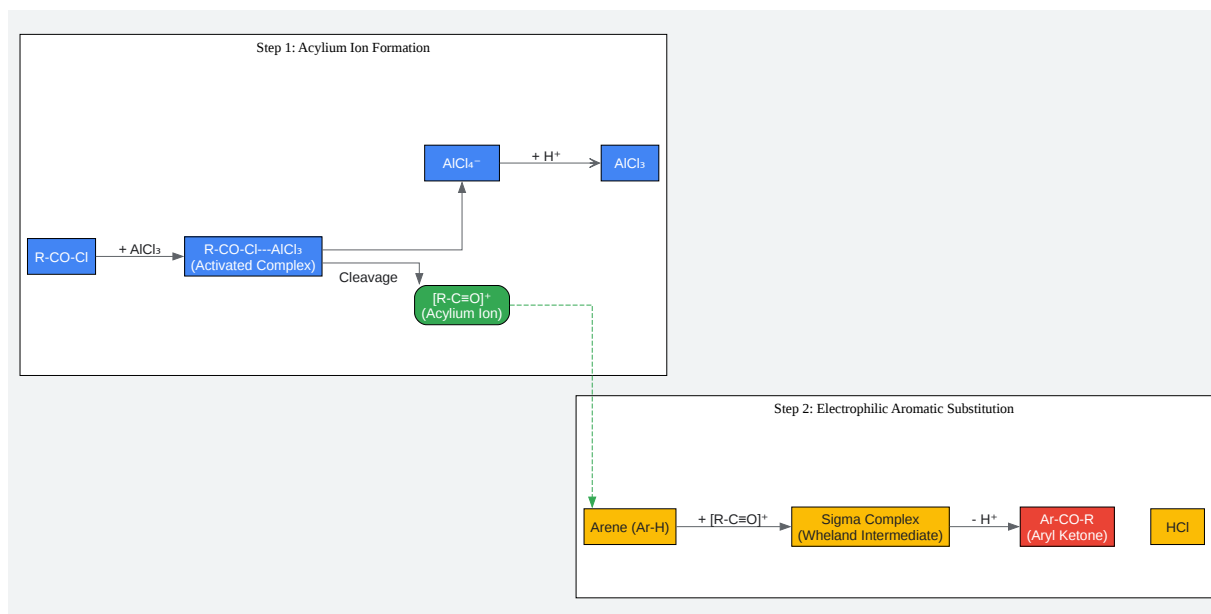 Step 1: Acylium Ion Formation
AlCl₄⁻
+ H⁺
AlCl₃
R-CO-Cl
+ AlCl₃
R-CO-Cl---AlCl₃
(Activated Complex)
Cleavage
[R-C≡O]⁺
(Acylium Ion)
Step 2: Electrophilic Aromatic Substitution
Arene (Ar-H)
+ [R-C≡O]⁺
Sigma Complex
(Wheland Intermediate)
- H⁺
Ar-CO-R
(Aryl Ketone)
HCl